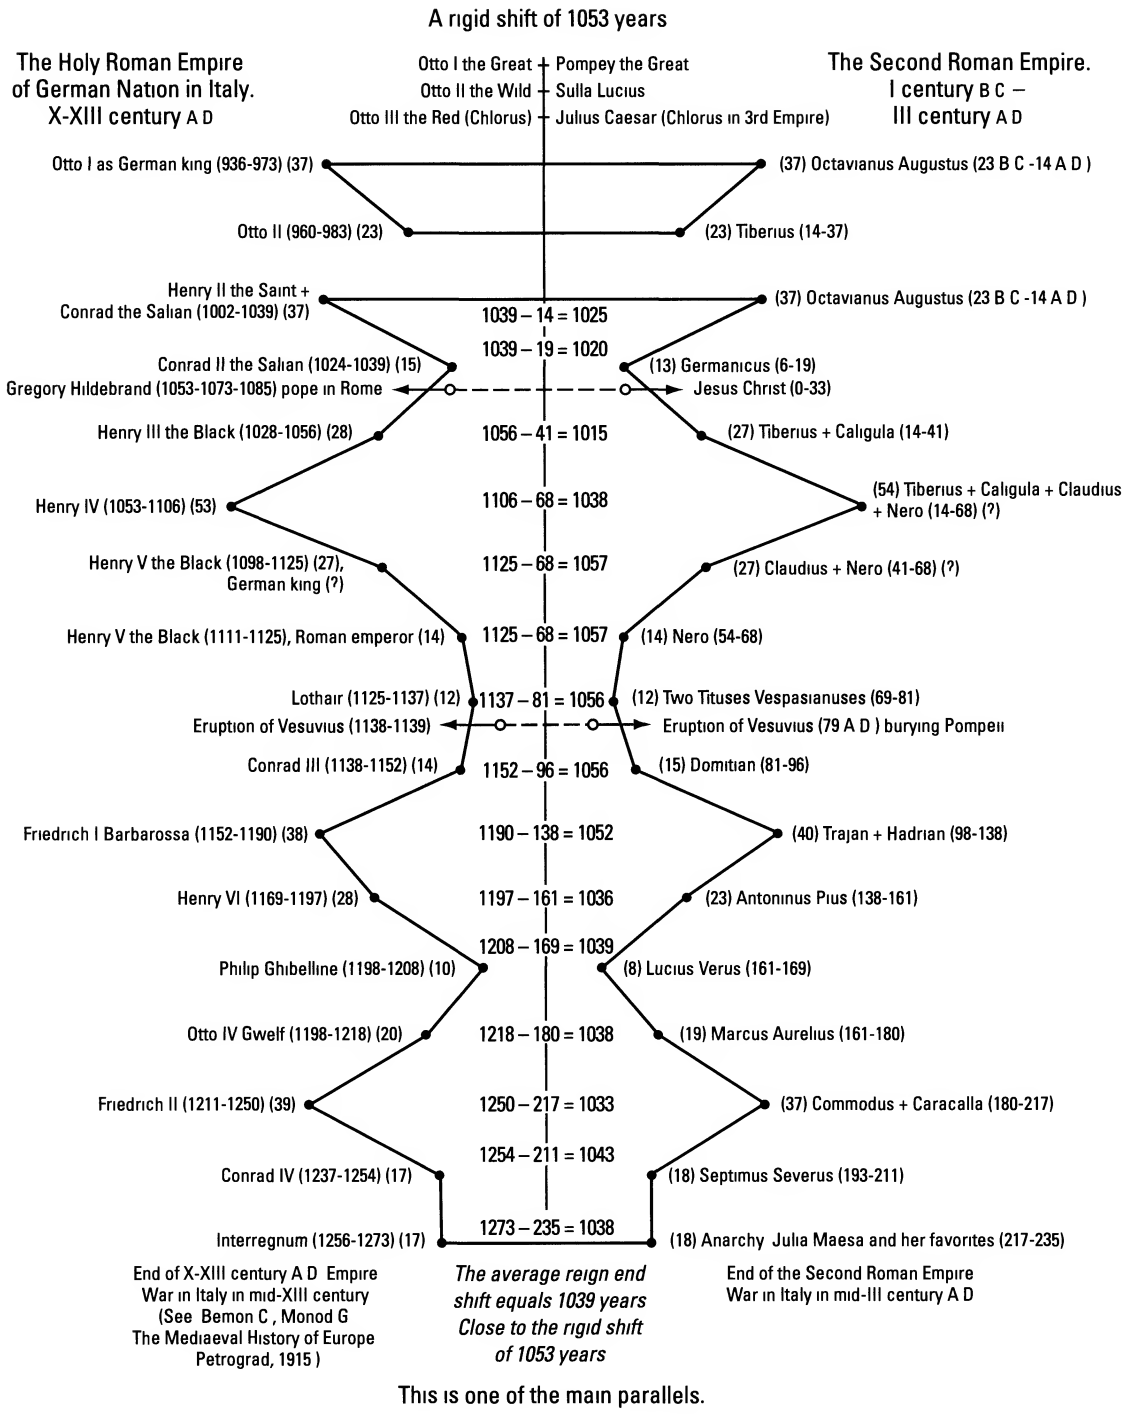 A rigid shift of 1053 years
The Holy Roman Empire
of German Nation in Italy.
X-XIII century A D
Otto I the Great
Pompey the Great
Otto II the Wild
Sulla Lucius
Otto III the Red (Chlorus)
Julius Caesar (Chlorus in 3rd Empire)
The Second Roman Empire.
I century B C –
III century A D
Otto I as German king (936-973) (37)
(37) Octavianus Augustus (23 B C -14 A D )
Otto II (960-983) (23)
(23) Tiberius (14-37)
Henry II the Saint +
Conrad the Salian (1002-1039) (37)
(37) Octavianus Augustus (23 B C -14 A D )
1039 – 14 = 1025
1039 – 19 = 1020
Conrad II the Salian (1024-1039) (15)
(13) Germanicus (6-19)
Gregory Hildebrand (1053-1073-1085) pope in Rome
Jesus Christ (0-33)
Henry III the Black (1028-1056) (28)
1056 – 41 = 1015
(27) Tiberius + Caligula (14-41)
Henry IV (1053-1106) (53)
1106 – 68 = 1038
(54) Tiberius + Caligula + Claudius
+ Nero (14-68) (?)
Henry V the Black (1098-1125) (27),
German king (?)
1125 – 68 = 1057
(27) Claudius + Nero (41-68) (?)
Henry V the Black (1111-1125), Roman emperor (14)
1125 – 68 = 1057
(14) Nero (54-68)
Lothair (1125-1137) (12)
1137 – 81 = 1056
(12) Two Tituses Vespasianuses (69-81)
Eruption of Vesuvius (1138-1139)
Eruption of Vesuvius (79 A D ) burying Pompeii
Conrad III (1138-1152) (14)
1152 – 96 = 1056
(15) Domitian (81-96)
Friedrich I Barbarossa (1152-1190) (38)
1190 – 138 = 1052
(40) Trajan + Hadrian (98-138)
Henry VI (1169-1197) (28)
1197 – 161 = 1036
(23) Antoninus Pius (138-161)
1208 – 169 = 1039
Philip Ghibelline (1198-1208) (10)
(8) Lucius Verus (161-169)
Otto IV Gwelf (1198-1218) (20)
1218 – 180 = 1038
(19) Marcus Aurelius (161-180)
Friedrich II (1211-1250) (39)
1250 – 217 = 1033
(37) Commodus + Caracalla (180-217)
1254 – 211 = 1043
Conrad IV (1237-1254) (17)
(18) Septimus Severus (193-211)
1273 – 235 = 1038
Interregnum (1256-1273) (17)
(18) Anarchy Julia Maesa and her favorites (217-235)
End of X-XIII century A D Empire
War in Italy in mid-XIII century
(See Bemon C , Monod G
The Mediaeval History of Europe
Petrograd, 1915 )
The average reign end
shift equals 1039 years
Close to the rigid shift
of 1053 years
End of the Second Roman Empire
War in Italy in mid-III century A D
This is one of the main parallels.